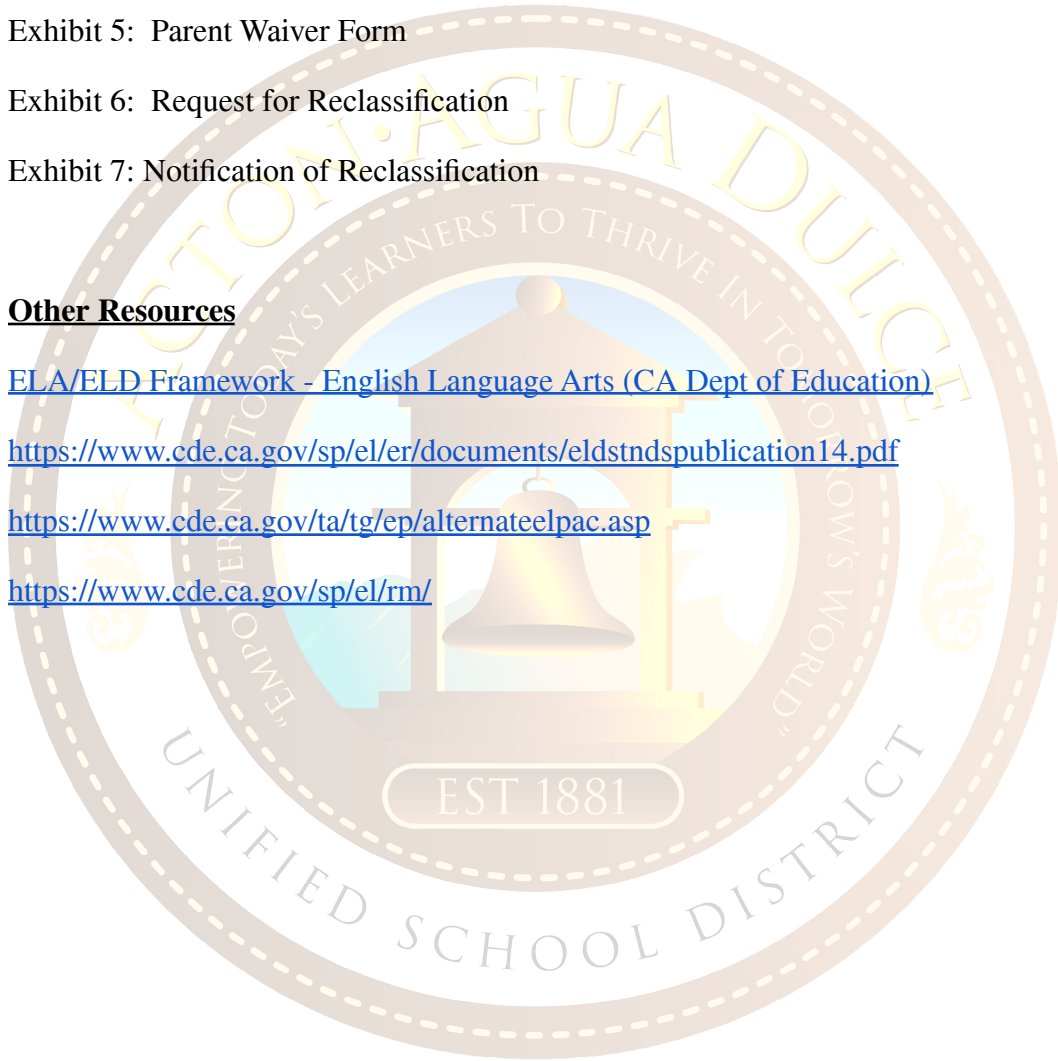 Exhibit 5:  Parent Waiver Form
Exhibit 6:  Request for Reclassification
Exhibit 7: Notification of Reclassification
Other Resources
ELA/ELD Framework - English Language Arts (CA Dept of Education)
https://www.cde.ca.gov/sp/el/er/documents/eldstndspublication14.pdf
https://www.cde.ca.gov/ta/tg/ep/alternateelpac.asp
https://www.cde.ca.gov/sp/el/rm/
ACTON·AGUA DULCE
"EMPOWERING TODAY'S LEARNERS TO THRIVE IN TOMORROW'S WORLD"
EST 1881
UNIFIED SCHOOL DISTRICT